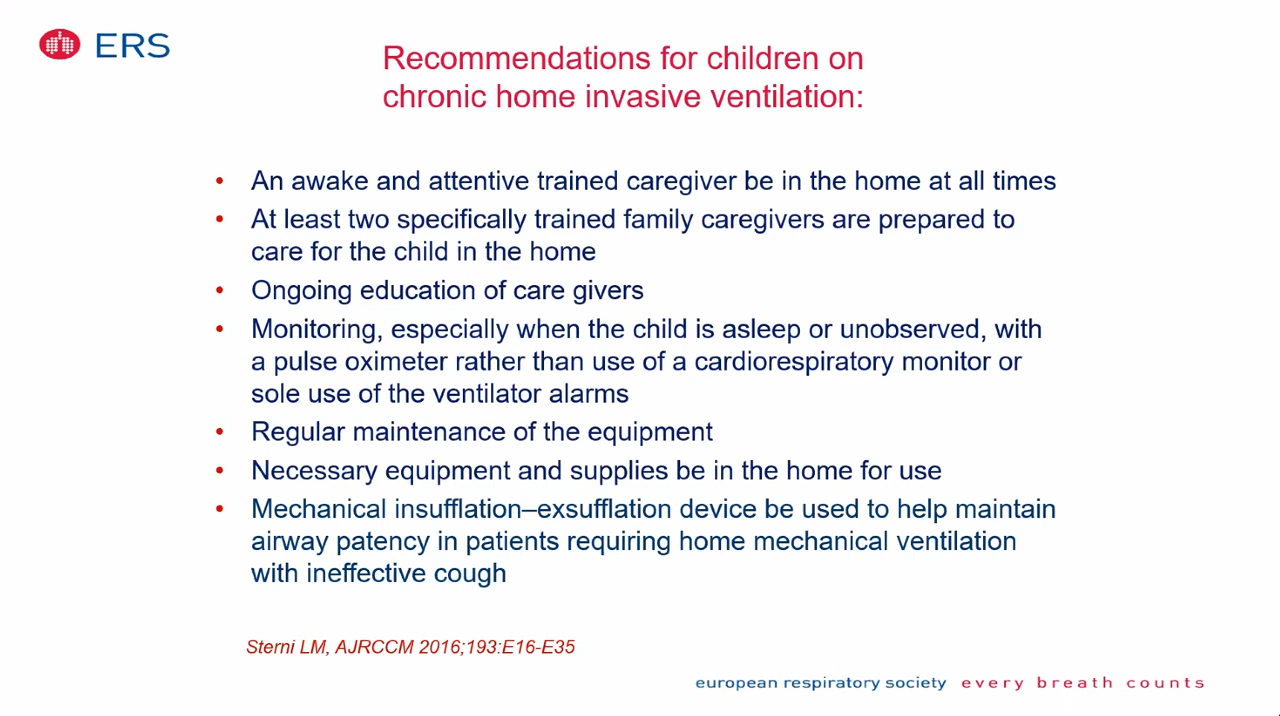 ERS
Recommendations for children on
chronic home invasive ventilation:
• An awake and attentive trained caregiver be in the home at all times
• At least two specifically trained family caregivers are prepared to
care for the child in the home
• Ongoing education of care givers
• Monitoring, especially when the child is asleep or unobserved, with
a pulse oximeter rather than use of a cardiorespiratory monitor or
sole use of the ventilator alarms
• Regular maintenance of the equipment
• Necessary equipment and supplies be in the home for use
• Mechanical insufflation–exsufflation device be used to help maintain
airway patency in patients requiring home mechanical ventilation
with ineffective cough
Sterni LM, AJRCCM 2016;193:E16-E35
european respiratory society every breath counts